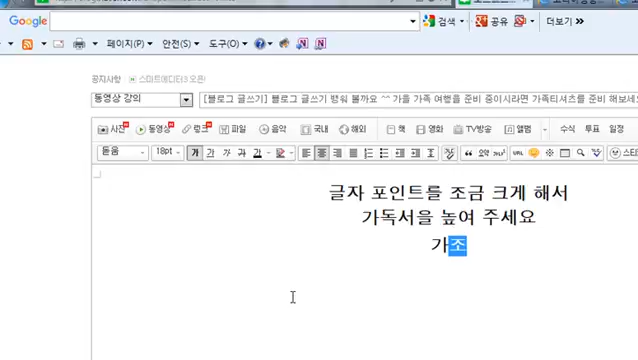 Google 검색 공유 더보기 »
페이지(P) 안전(S) 도구(O)
공지사항 스마트에디터3 오픈
동영상 강의 [블로그 글쓰기] 블로그 글쓰기 뱅워 볼까요 ^^ 가을 가족 여행을 준비 중이시라면 가족티셔츠를 준비 해보세요
사진 동영상 링크 파일 음악 국내 해외 책 영화 TV방송 앨범 수식 투표 일정
돋움 18pt 가 가 가 가 가 요약 URL
글자 포인트를 조금 크게 해서
가독서을 높여 주세요
가조